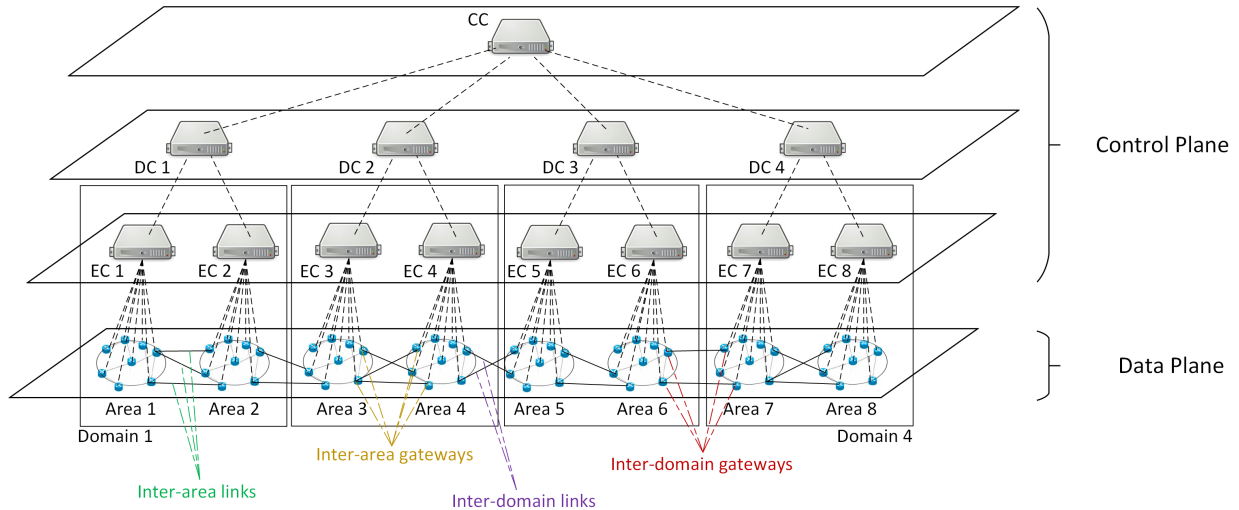 CC
Control Plane
DC 1
DC 2
DC 3
DC 4
EC 1
EC 2
EC 3
EC 4
EC 5
EC 6
EC 7
EC 8
Data Plane
Area 1
Area 2
Area 3
Area 4
Area 5
Area 6
Area 7
Area 8
Domain 1
Domain 4
Inter-area gateways
Inter-domain gateways
Inter-area links
Inter-domain links